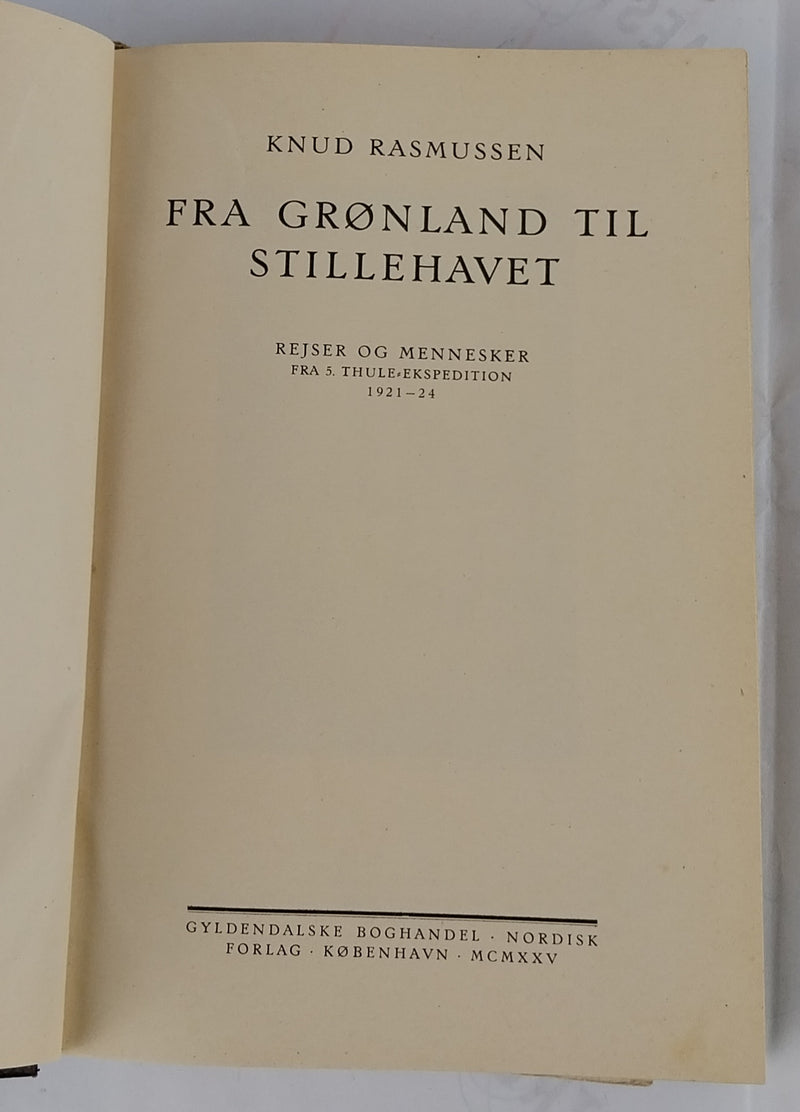 KNUD RASMUSSEN
FRA GRØNLAND TIL
STILLEHAVET
REJSER OG MENNESKER
FRA 5. THULE-EKSPEDITION
1921–24
GYLDENDALSKE BOGHANDEL · NORDISK
FORLAG · KØBENHAVN · MCMXXV